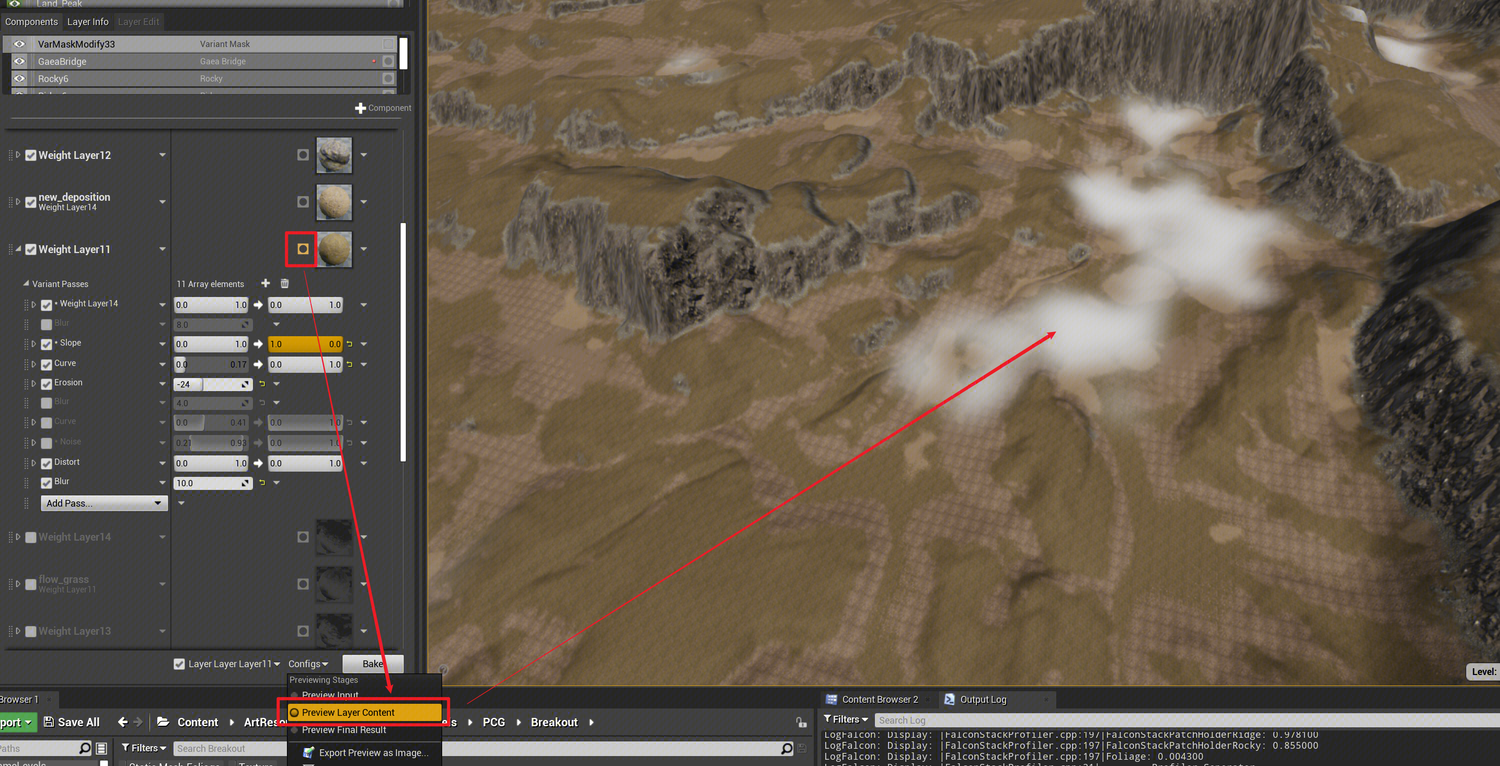 Land_Peak
Components Layer Info Layer Edit
VarMaskModify33 Variant Mask
GaeaBridge Gaea Bridge
Rocky6 Rocky
Component
Weight Layer12
new_deposition
Weight Layer14
Weight Layer11
Variant Passes 11 Array elements
• Weight Layer14 0.0 1.0 0.0 1.0
Blur 8.0
• Slope 0.0 1.0 1.0 0.0
Curve 0.0 0.17 0.0 1.0
Erosion -24
Blur 4.0
Curve 0.0 0.41 0.0 1.0
• Noise 0.27 0.93 0.0 1.0
Distort 0.0 1.0 0.0 1.0
Blur 10.0
Add Pass...
Weight Layer14
flow_grass
Weight Layer11
Weight Layer13
Layer Layer Layer11 Configs Bake
Previewing Stages
Preview Input
Preview Layer Content
Preview Final Result
Export Preview as Image...
Level:
Browser 1
Save All Content PCG Breakout
Filters Search Breakout
Content Browser 2 Output Log
Filters Search Log
LogFalcon: Display: |FalconStackProfiler.cpp:197|FalconStackPatchHolderRidge: 0.978100
LogFalcon: Display: |FalconStackProfiler.cpp:197|FalconStackPatchHolderRocky: 0.855000
LogFalcon: Display: |FalconStackProfiler.cpp:197|Foliage: 0.004300